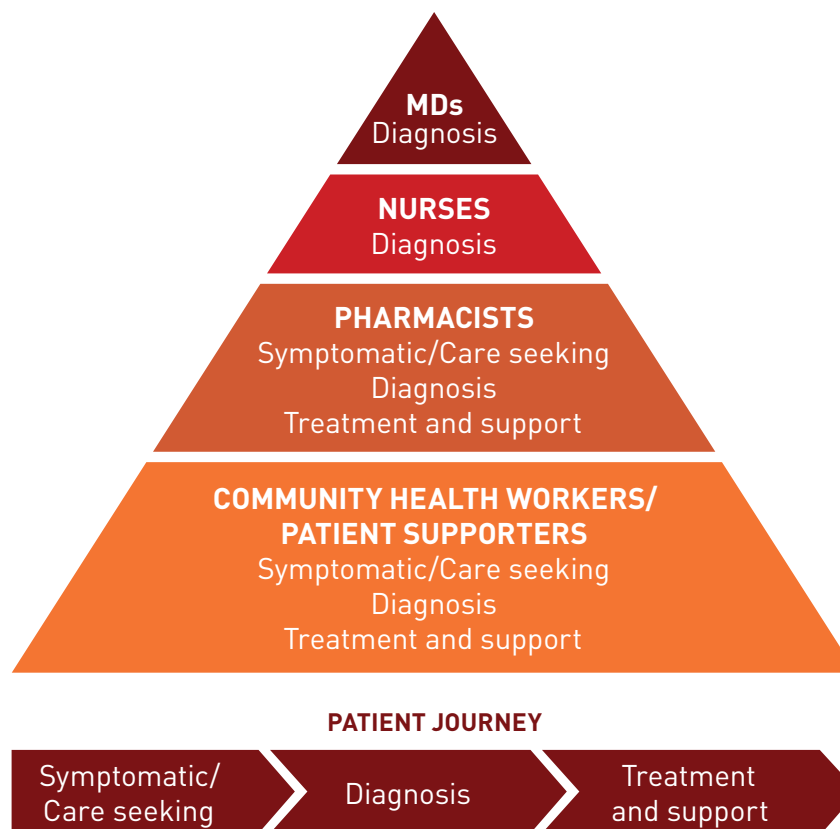 MDs
Diagnosis
NURSES
Diagnosis
PHARMACISTS
Symptomatic/Care seeking
Diagnosis
Treatment and support
COMMUNITY HEALTH WORKERS/
PATIENT SUPPORTERS
Symptomatic/Care seeking
Diagnosis
Treatment and support
PATIENT JOURNEY
Symptomatic/
Care seeking
Diagnosis
Treatment
and support